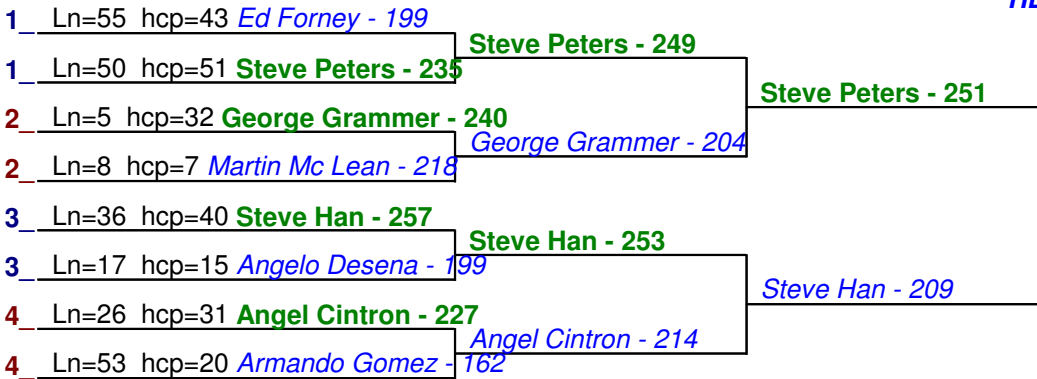 1_ Ln=55 hcp=43 Ed Forney - 199
Steve Peters - 249
1_ Ln=50 hcp=51 Steve Peters - 235
Steve Peters - 251
2_ Ln=5 hcp=32 George Grammer - 240
George Grammer - 204
2_ Ln=8 hcp=7 Martin Mc Lean - 218
3_ Ln=36 hcp=40 Steve Han - 257
Steve Han - 253
3_ Ln=17 hcp=15 Angelo Desena - 199
Steve Han - 209
4_ Ln=26 hcp=31 Angel Cintron - 227
Angel Cintron - 214
4_ Ln=53 hcp=20 Armando Gomez - 162